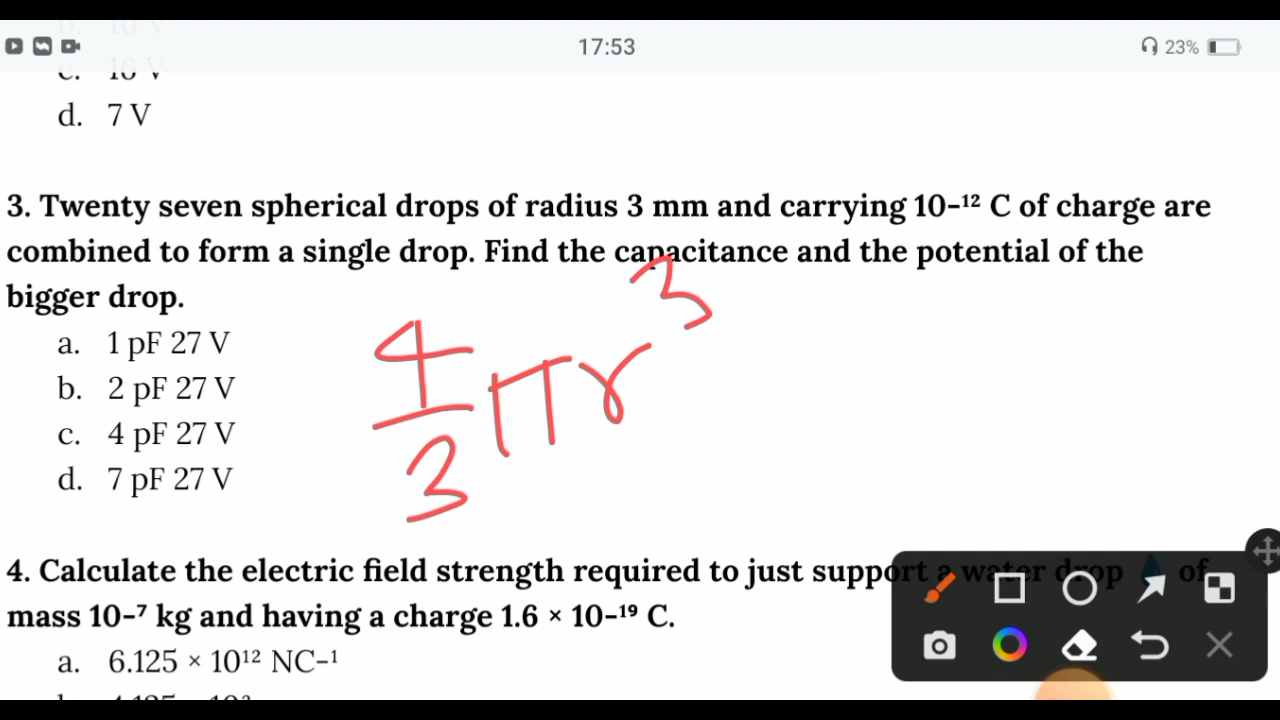 17:53
23%
c. 16 V
d. 7 V
3. Twenty seven spherical drops of radius 3 mm and carrying 10−¹² C of charge are
combined to form a single drop. Find the capacitance and the potential of the
bigger drop.
a. 1 pF 27 V
b. 2 pF 27 V
c. 4 pF 27 V
d. 7 pF 27 V
4/3 πr³
4. Calculate the electric field strength required to just support a water drop of
mass 10−⁷ kg and having a charge 1.6 × 10−¹⁹ C.
a. 6.125 × 10¹² NC−¹